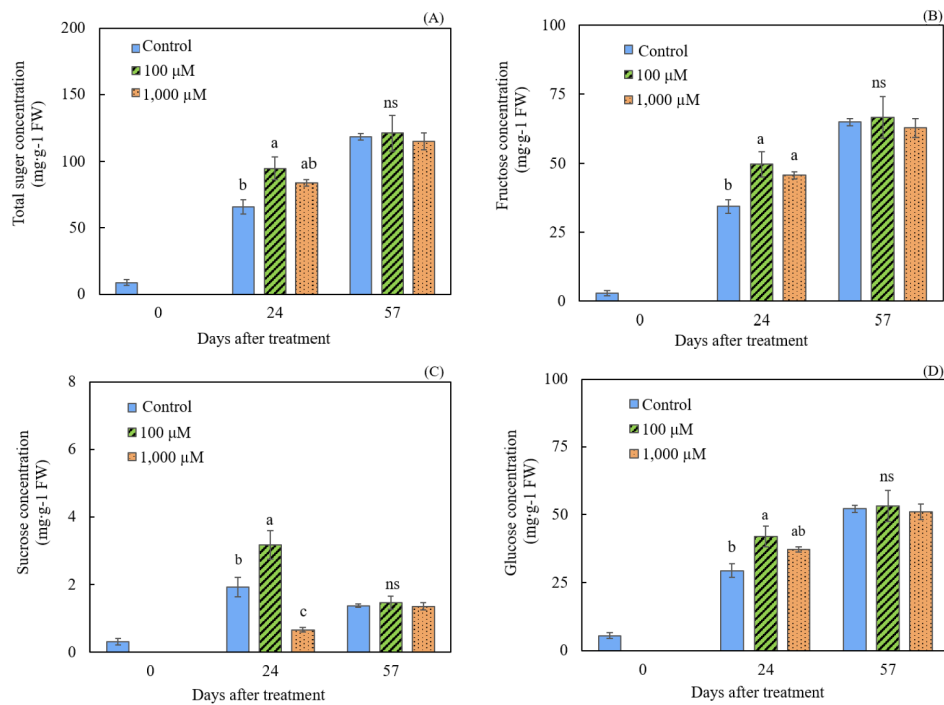 (A)
200
150
100
50
0
Total suger concentration
(mg·g-1 FW)
Control
100 μM
1,000 μM
b
a
ab
ns
0
24
57
Days after treatment
(B)
100
75
50
25
0
Fructose concentration
(mg·g-1 FW)
Control
100 μM
1,000 μM
b
a
a
ns
0
24
57
Days after treatment
(C)
8
6
4
2
0
Sucrose concentration
(mg·g-1 FW)
Control
100 μM
1,000 μM
b
a
c
ns
0
24
57
Days after treatment
(D)
100
75
50
25
0
Glucose concentration
(mg·g-1 FW)
Control
100 μM
1,000 μM
b
a
ab
ns
0
24
57
Days after treatment